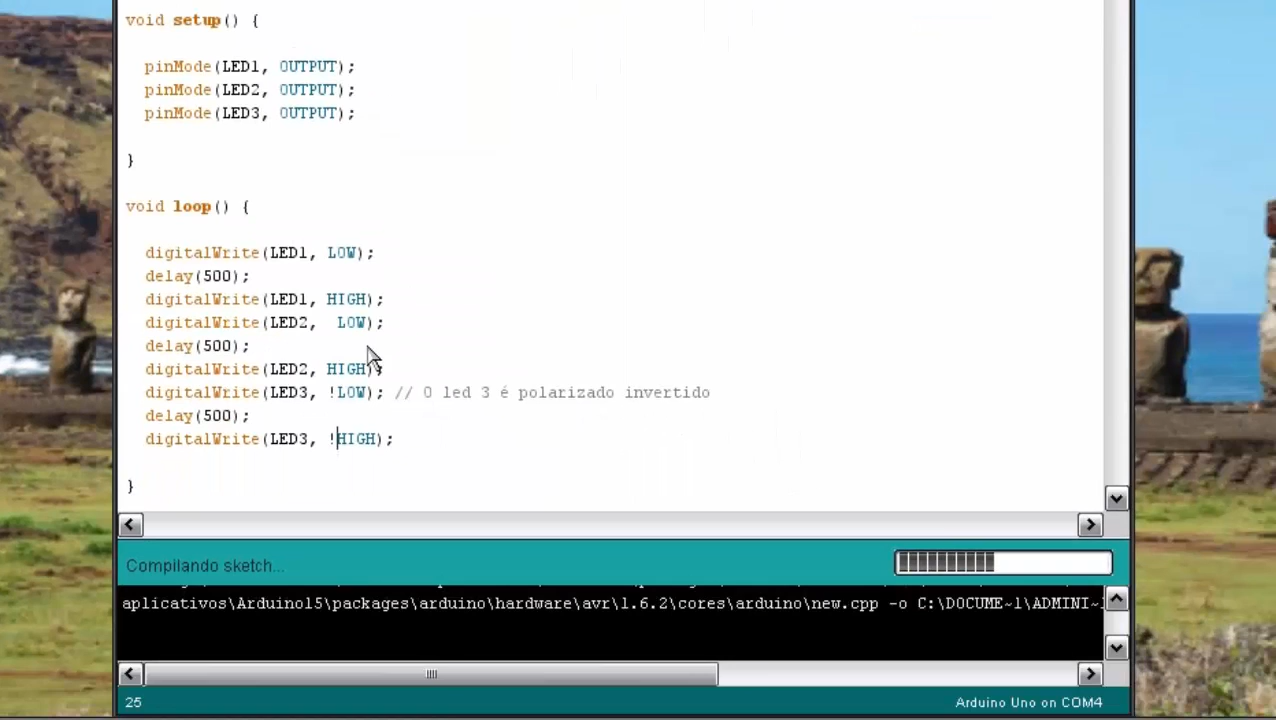 void setup() {
pinMode(LED1, OUTPUT);
pinMode(LED2, OUTPUT);
pinMode(LED3, OUTPUT);
}
void loop() {
digitalWrite(LED1, LOW);
delay(500);
digitalWrite(LED1, HIGH);
digitalWrite(LED2,  LOW);
delay(500);
digitalWrite(LED2, HIGH);
digitalWrite(LED3, !LOW); // O led 3 é polarizado invertido
delay(500);
digitalWrite(LED3, !HIGH);
}
Compilando sketch...
aplicativos\Arduino15\packages\arduino\hardware\avr\1.6.2\cores\arduino\new.cpp -o C:\DOCUME~1\ADMINI~
25
Arduino Uno on COM4